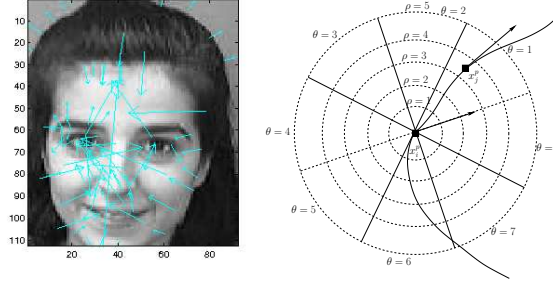 10
20
30
40
50
60
70
80
90
100
110
20 40 60 80
ρ = 5
θ = 2
θ = 3
ρ = 4
θ = 1
ρ = 3
ρ = 2
ρ = 1
θ = 4
θ =
θ = 5
θ = 7
θ = 6